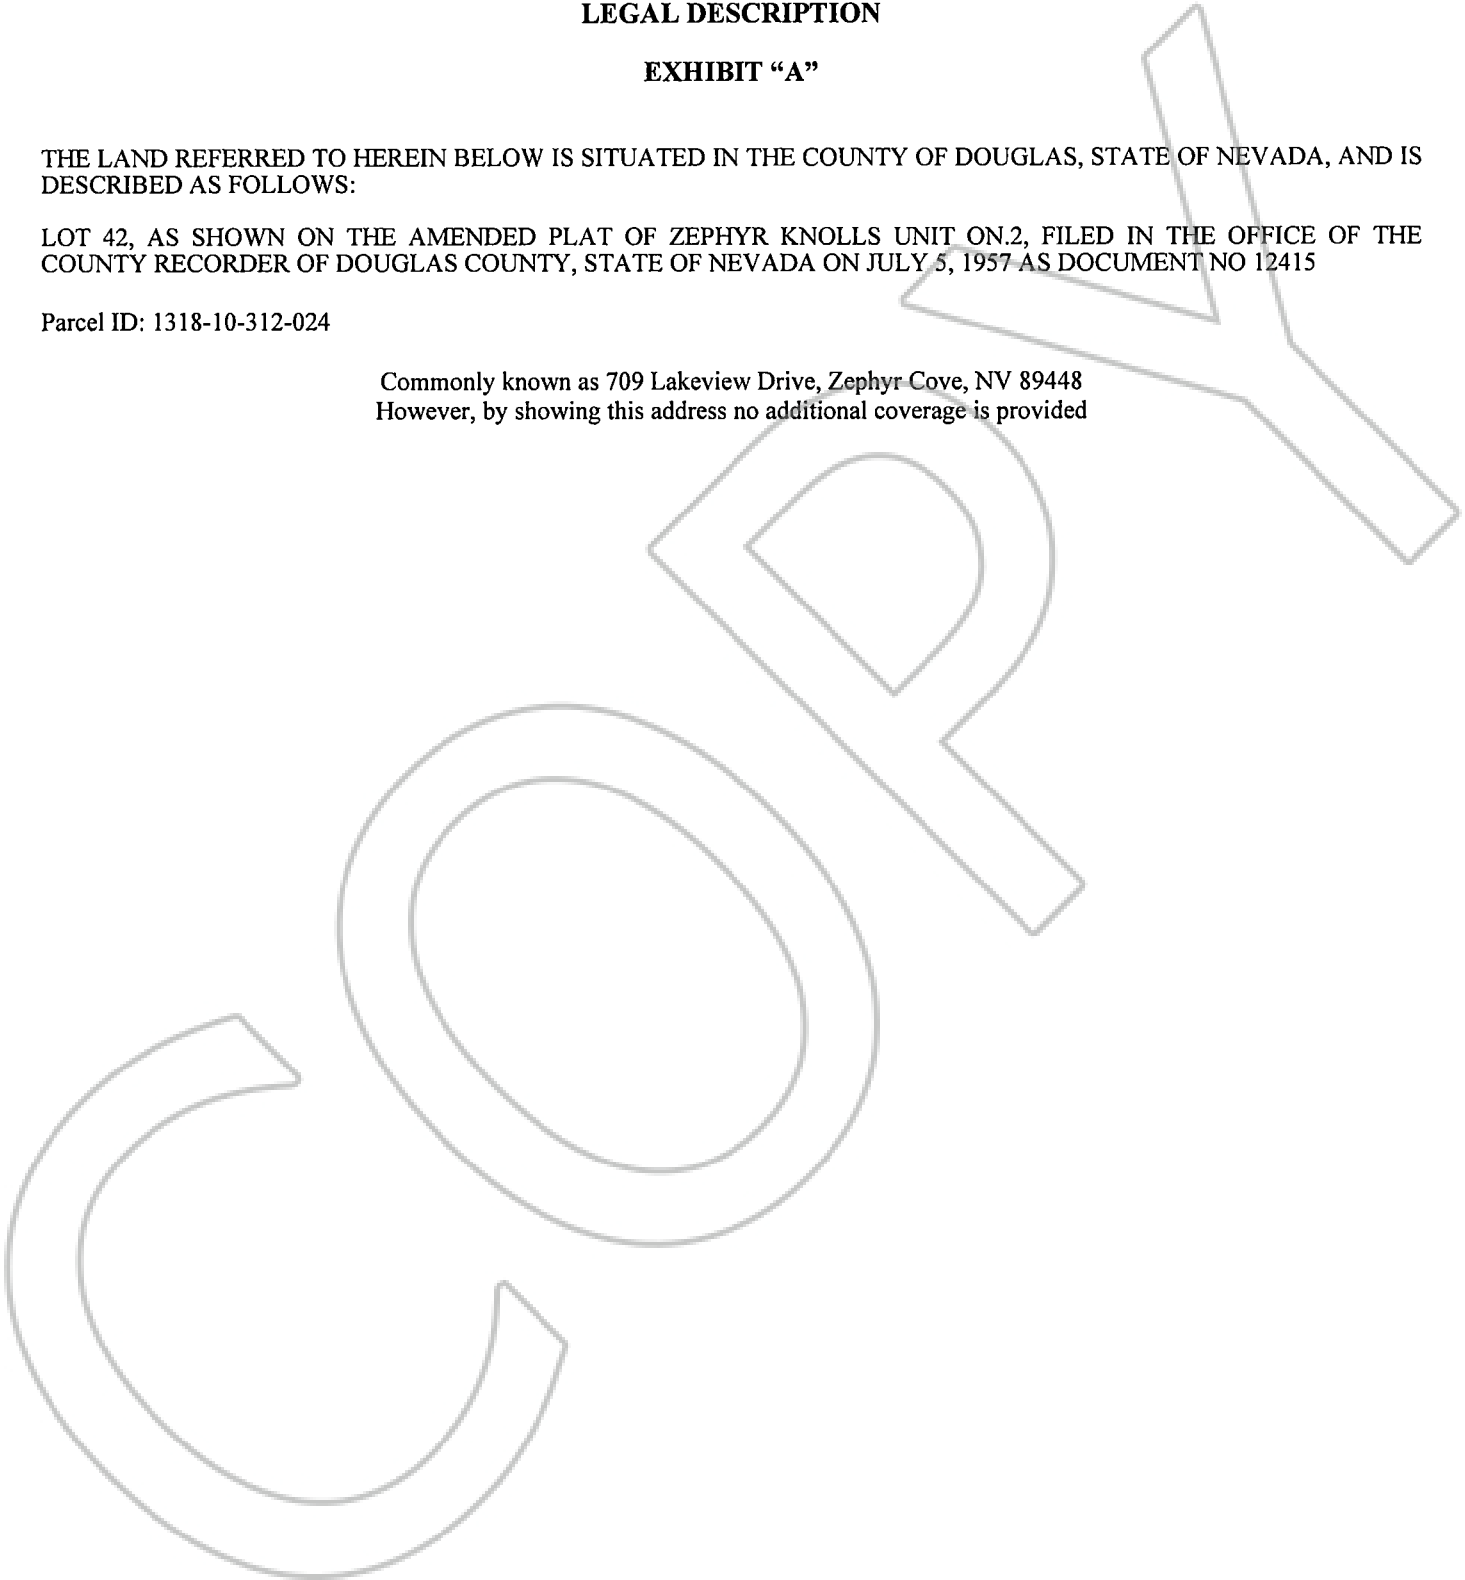 LEGAL DESCRIPTION
EXHIBIT “A”
THE LAND REFERRED TO HEREIN BELOW IS SITUATED IN THE COUNTY OF DOUGLAS, STATE OF NEVADA, AND IS
DESCRIBED AS FOLLOWS:
LOT 42, AS SHOWN ON THE AMENDED PLAT OF ZEPHYR KNOLLS UNIT ON.2, FILED IN THE OFFICE OF THE
COUNTY RECORDER OF DOUGLAS COUNTY, STATE OF NEVADA ON JULY 5, 1957 AS DOCUMENT NO 12415
Parcel ID: 1318-10-312-024
Commonly known as 709 Lakeview Drive, Zephyr Cove, NV 89448
However, by showing this address no additional coverage is provided
COPY